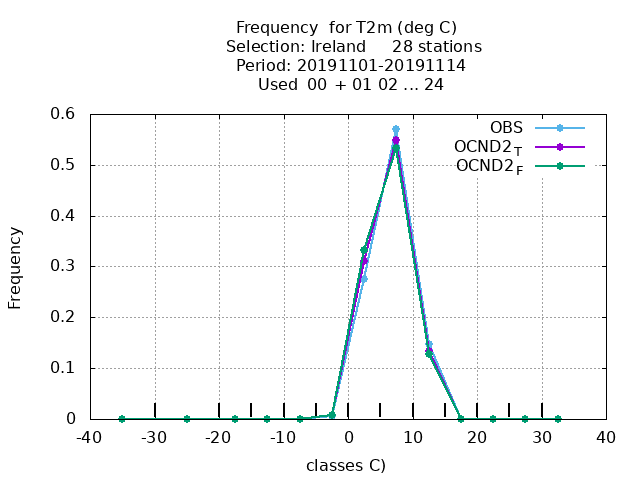 Frequency  for T2m (deg C)
Selection: Ireland     28 stations
Period: 20191101-20191114
Used  00  + 01 02 ... 24
0.6
0.5
0.4
0.3
0.2
0.1
0
Frequency
OBS
OCND2_T
OCND2_F
-40 -30 -20 -10 0 10 20 30 40
classes C)